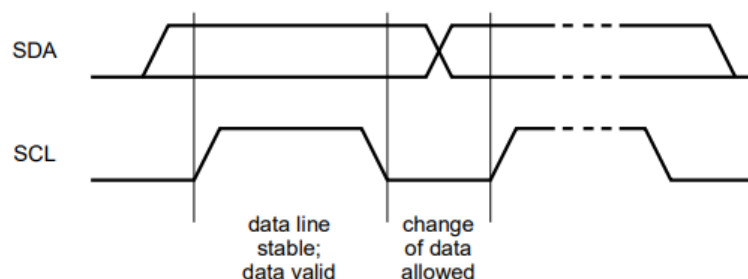 SDA
SCL
data line
stable;
data valid
change
of data
allowed